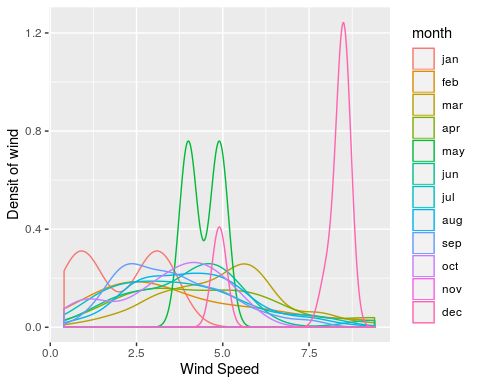 1.2
0.8
0.4
0.0
Densit of wind
0.0
2.5
5.0
7.5
Wind Speed
month
jan
feb
mar
apr
may
jun
jul
aug
sep
oct
nov
dec